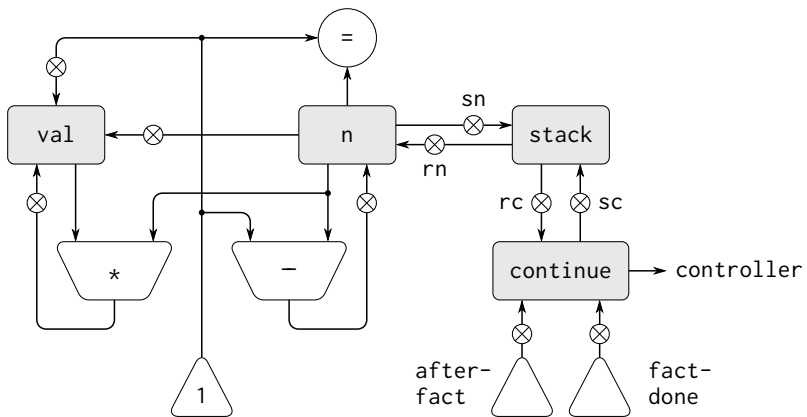 =
sn
val
n
stack
rn
rc
sc
*
−
continue
controller
after-
fact
fact-
done
1